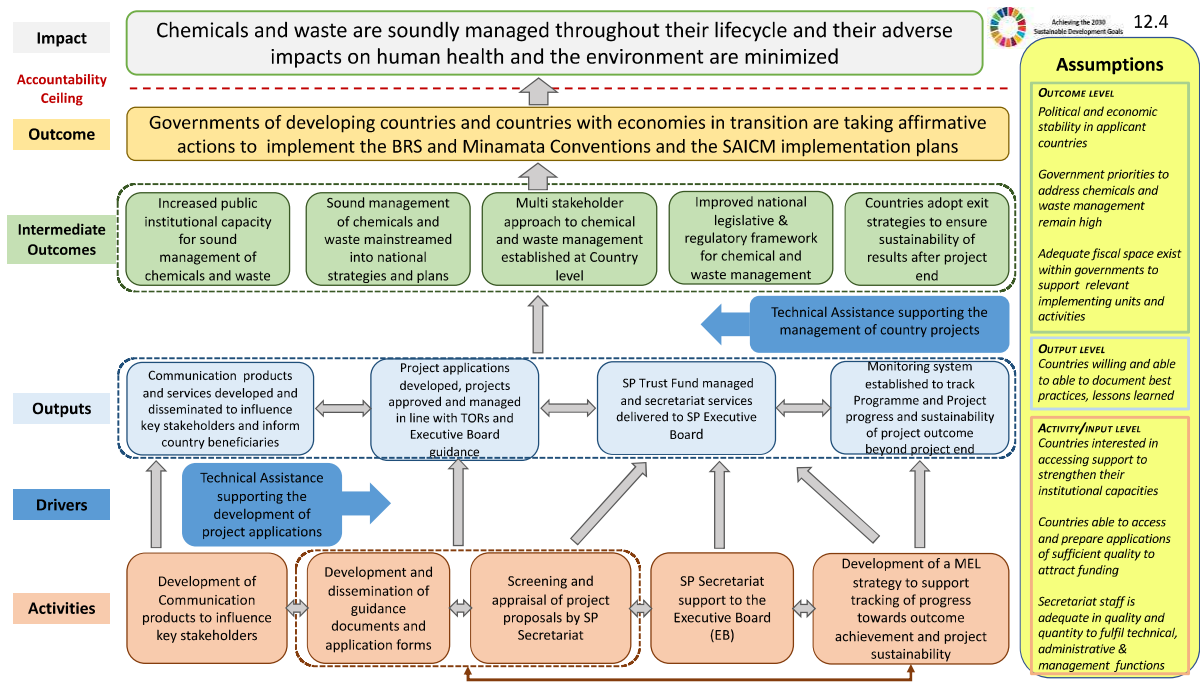 Impact
Chemicals and waste are soundly managed throughout their lifecycle and their adverse
impacts on human health and the environment are minimized
Achieving the 2030
Sustainable Development Goals
12.4
Accountability
Ceiling
Outcome
Governments of developing countries and countries with economies in transition are taking affirmative
actions to implement the BRS and Minamata Conventions and the SAICM implementation plans
Intermediate
Outcomes
Increased public
institutional capacity
for sound
management of
chemicals and waste
Sound management
of chemicals and
waste mainstreamed
into national
strategies and plans
Multi stakeholder
approach to chemical
and waste management
established at Country
level
Improved national
legislative &
regulatory framework
for chemical and
waste management
Countries adopt exit
strategies to ensure
sustainability of
results after project
end
Technical Assistance supporting the
management of country projects
Outputs
Communication products
and services developed and
disseminated to influence
key stakeholders and inform
country beneficiaries
Project applications
developed, projects
approved and managed
in line with TORs and
Executive Board
guidance
SP Trust Fund managed
and secretariat services
delivered to SP Executive
Board
Monitoring system
established to track
Programme and Project
progress and sustainability
of project outcome
beyond project end
Drivers
Technical Assistance
supporting the
development of
project applications
Activities
Development of
Communication
products to influence
key stakeholders
Development and
dissemination of
guidance
documents and
application forms
Screening and
appraisal of project
proposals by SP
Secretariat
SP Secretariat
support to the
Executive Board
(EB)
Development of a MEL
strategy to support
tracking of progress
towards outcome
achievement and project
sustainability
Assumptions
OUTCOME LEVEL
Political and economic
stability in applicant
countries
Government priorities to
address chemicals and
waste management
remain high
Adequate fiscal space exist
within governments to
support relevant
implementing units and
activities
OUTPUT LEVEL
Countries willing and able
to able to document best
practices, lessons learned
ACTIVITY/INPUT LEVEL
Countries interested in
accessing support to
strengthen their
institutional capacities
Countries able to access
and prepare applications
of sufficient quality to
attract funding
Secretariat staff is
adequate in quality and
quantity to fulfil technical,
administrative &
management functions